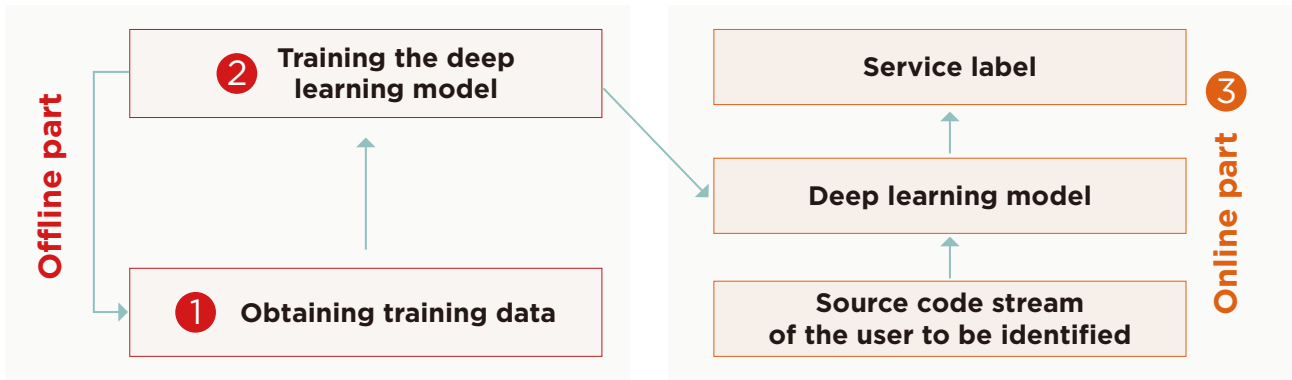 Offline part
2 Training the deep
learning model
1 Obtaining training data
Service label
Deep learning model
Source code stream
of the user to be identified
Online part 3